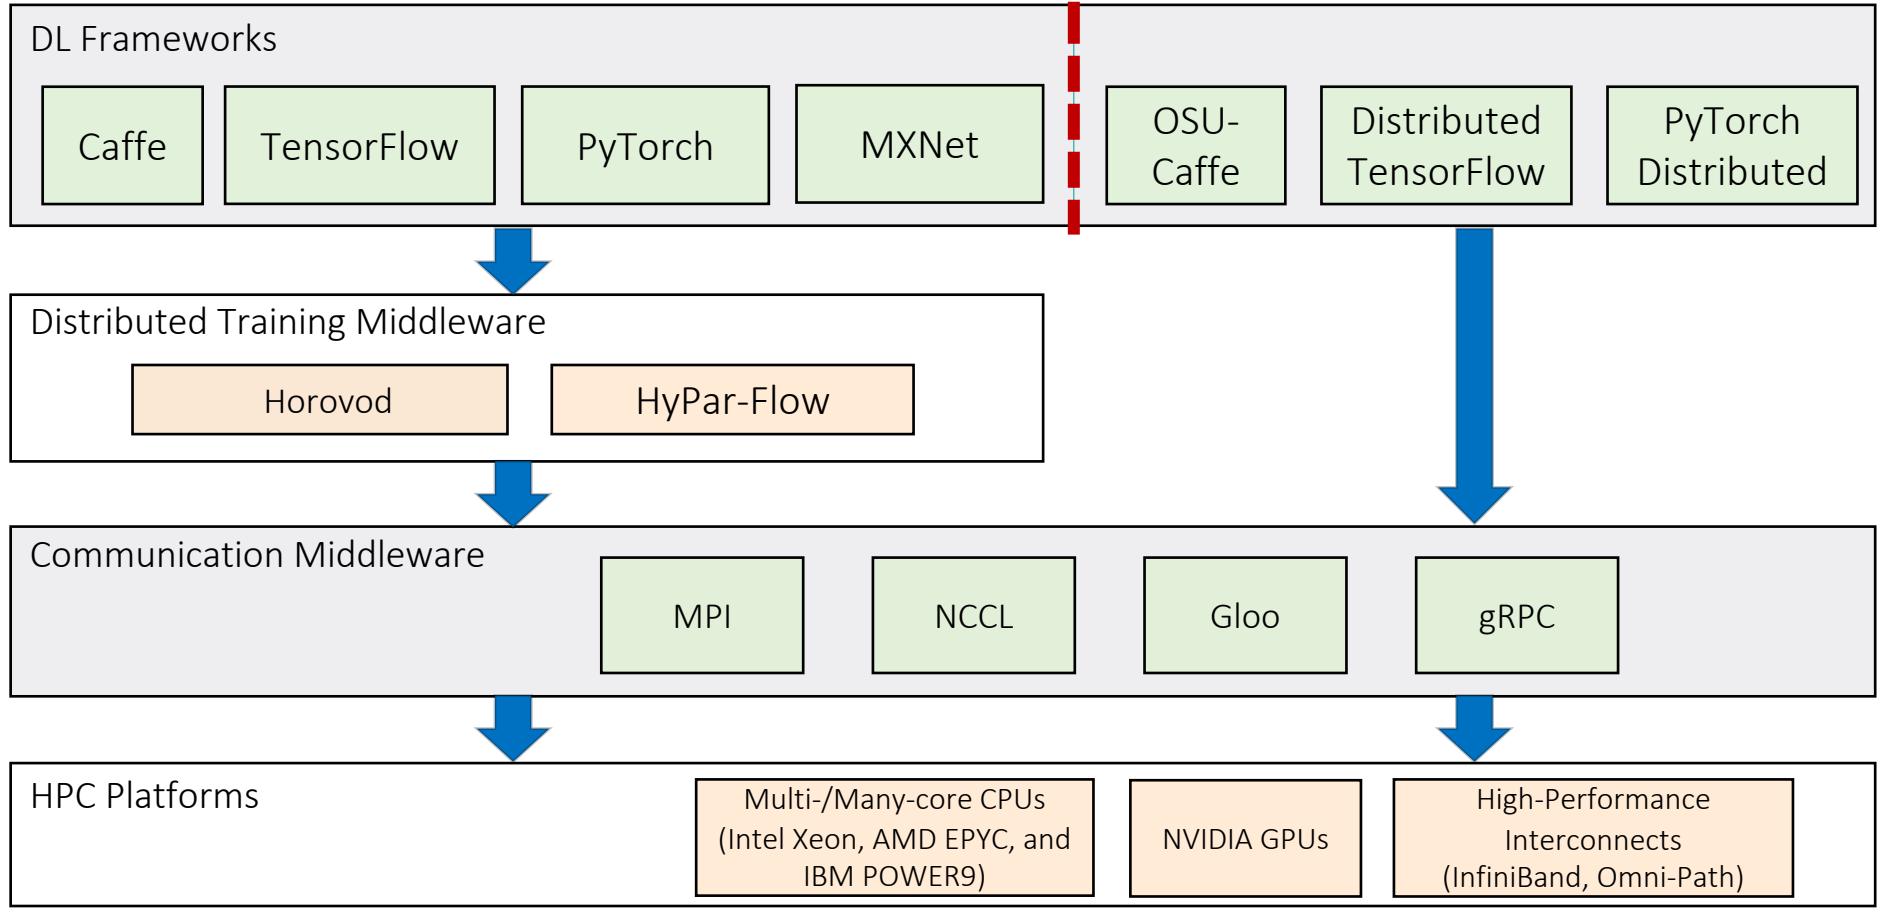 DL Frameworks
Caffe
TensorFlow
PyTorch
MXNet
OSU-
Caffe
Distributed
TensorFlow
PyTorch
Distributed
Distributed Training Middleware
Horovod
HyPar-Flow
Communication Middleware
MPI
NCCL
Gloo
gRPC
HPC Platforms
Multi-/Many-core CPUs
(Intel Xeon, AMD EPYC, and
IBM POWER9)
NVIDIA GPUs
High-Performance
Interconnects
(InfiniBand, Omni-Path)